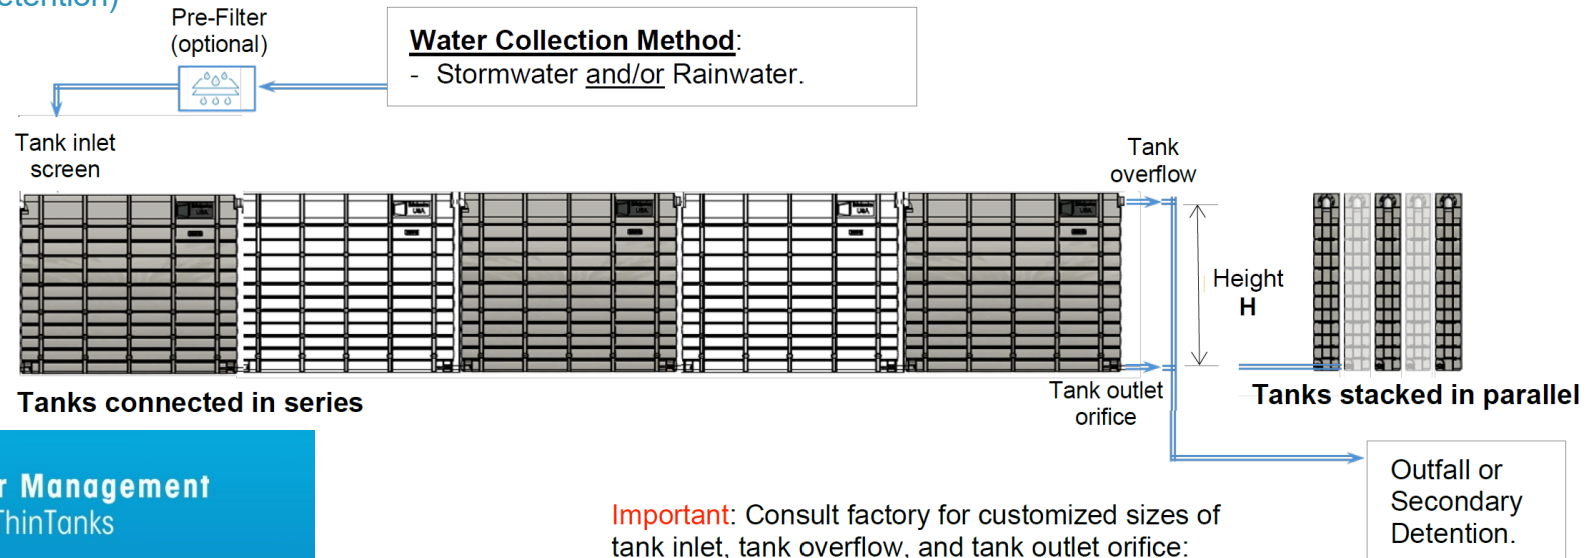 etention)
Pre-Filter
(optional)
Water Collection Method:
- Stormwater and/or Rainwater.
Tank inlet
screen
Tank
overflow
Height
H
Tanks connected in series
Tank outlet
orifice
Tanks stacked in parallel
r Management
ThinTanks
Important: Consult factory for customized sizes of
tank inlet, tank overflow, and tank outlet orifice:
Outfall or
Secondary
Detention.